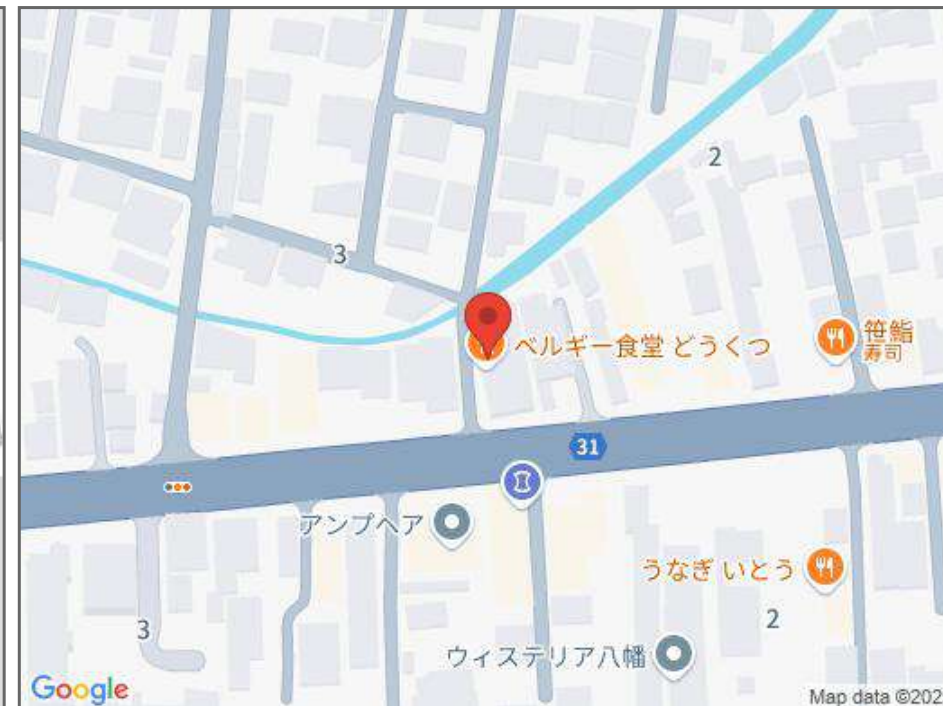 2
3
ベルギー食堂 どうくつ
笹鮨
寿司
31
アンプヘア
うなぎ いとう
2
3
ウィステリア八幡
Google
Map data ©202